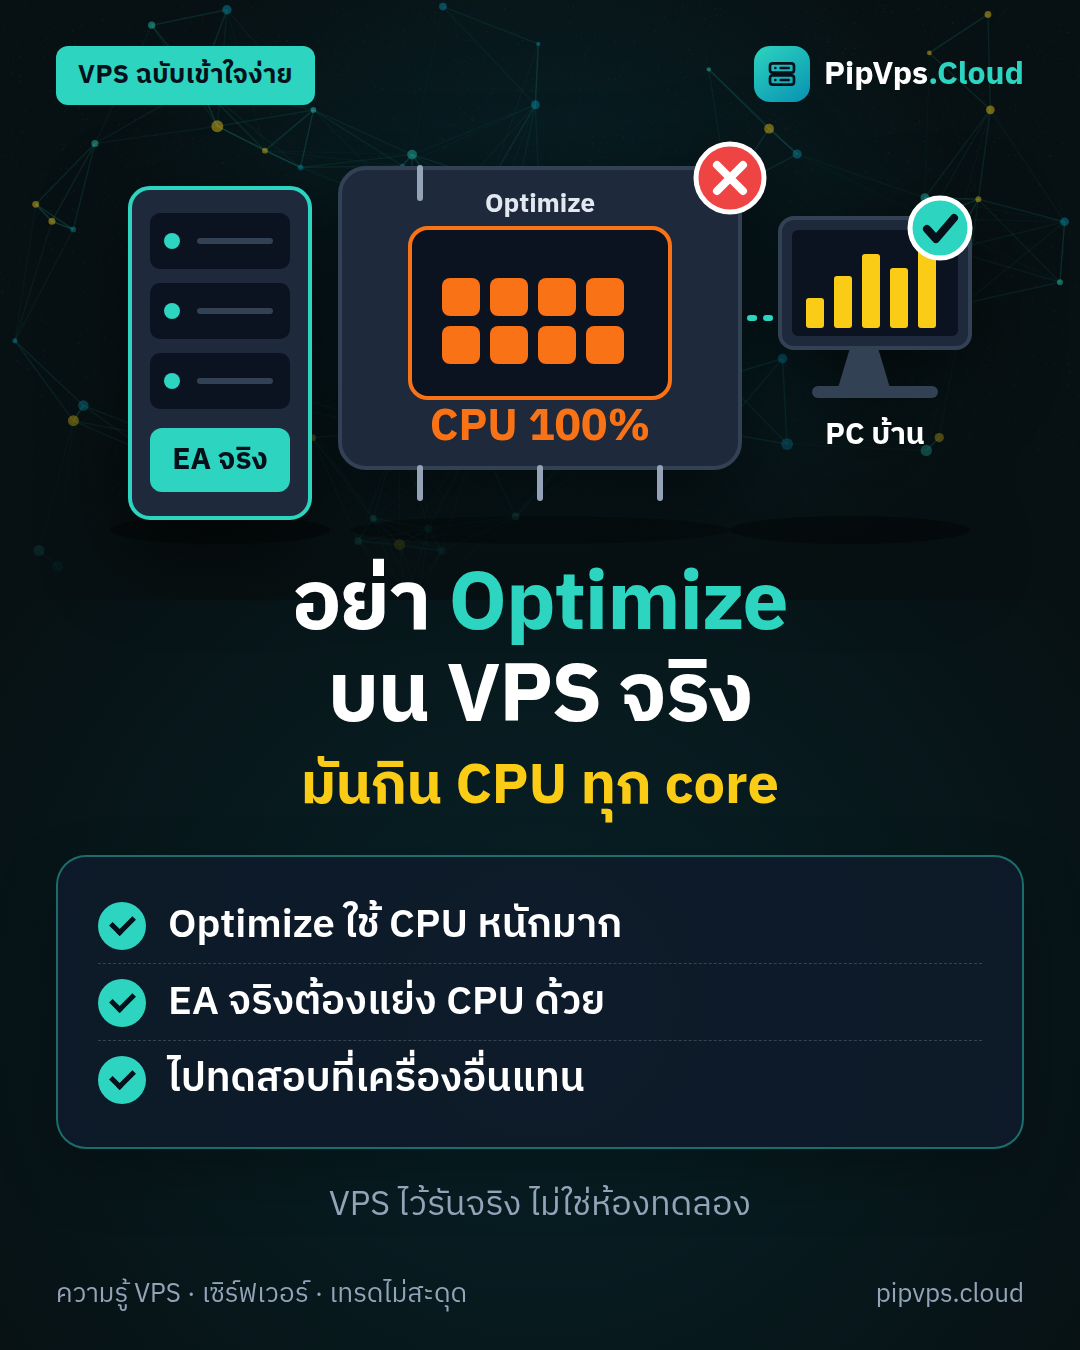 VPS ฉบับเข้าใจง่าย
PipVps.Cloud
Optimize
CPU 100%
EA จริง
PC บ้าน
อย่า Optimize
บน VPS จริง
มันกิน CPU ทุก core
Optimize ใช้ CPU หนักมาก
EA จริงต้องแย่ง CPU ด้วย
ไปทดสอบที่เครื่องอื่นแทน
VPS ไว้รันจริง ไม่ใช่ห้องทดลอง
ความรู้ VPS · เซิร์ฟเวอร์ · เทรดไม่สะดุด
pipvps.cloud